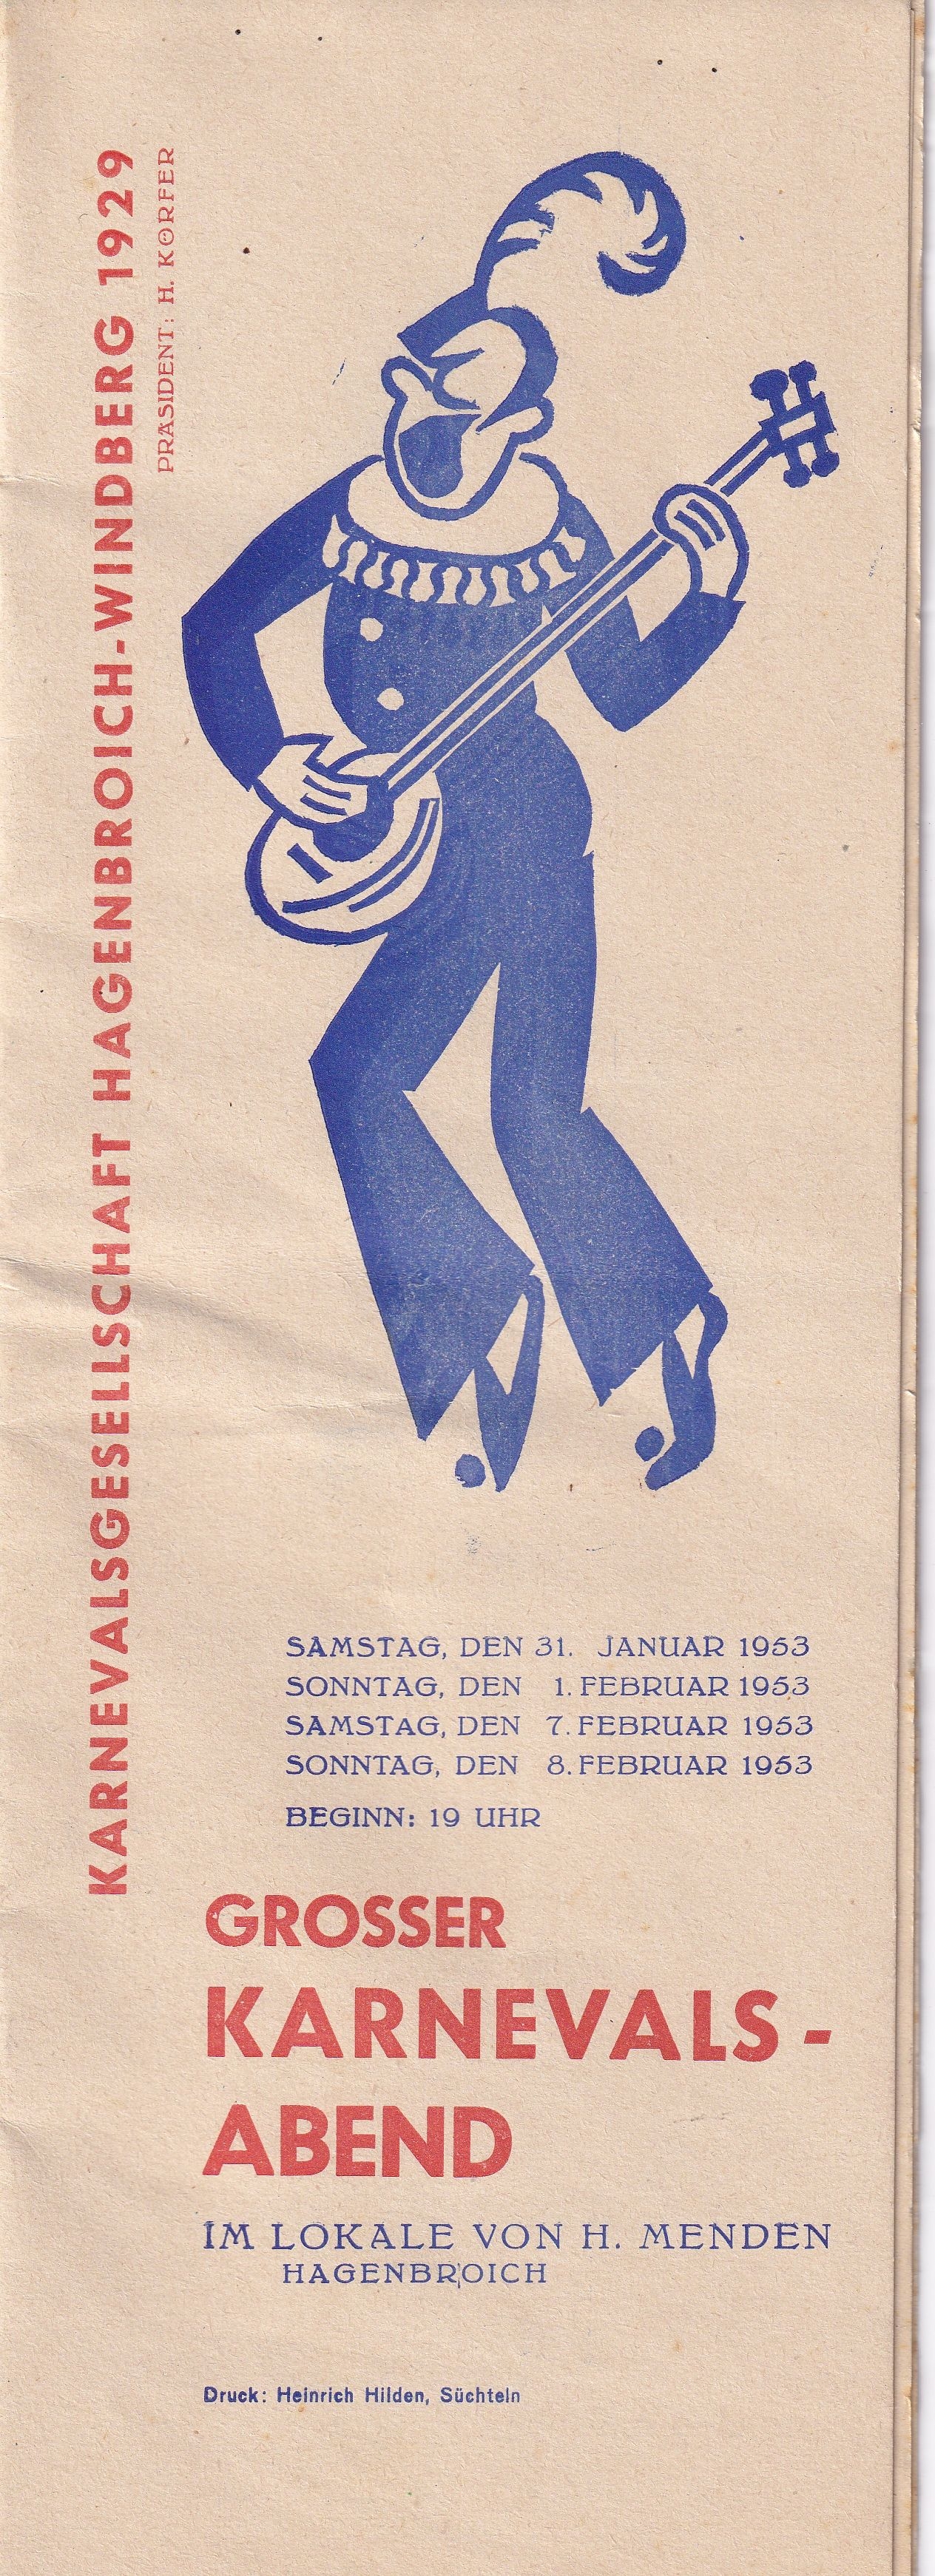 KARNEVALSGESELLSCHAFT HAGENBROICH-WINDBERG 1929
PRÄSIDENT: H. KÖRFER
SAMSTAG, DEN 31. JANUAR 1953
SONNTAG, DEN 1. FEBRUAR 1953
SAMSTAG, DEN 7. FEBRUAR 1953
SONNTAG, DEN 8. FEBRUAR 1953
BEGINN: 19 UHR
GROSSER
KARNEVALS-
ABEND
IM LOKALE VON H. MENDEN
HAGENBROICH
Druck: Heinrich Hilden, Süchteln